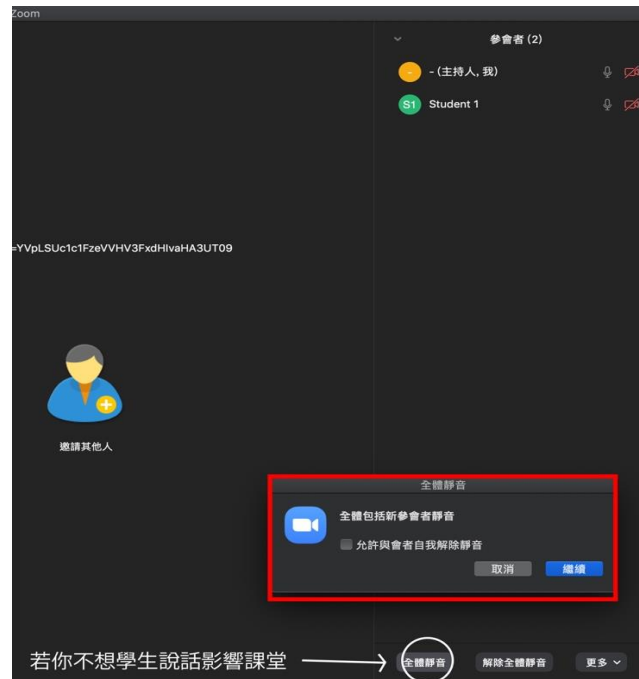 Zoom
參會者 (2)
- - (主持人, 我)
S1 Student 1
=YVpLSUc1c1FzeVVHV3FxdHIvaHA3UT09
邀請其他人
全體靜音
全體包括新參會者靜音
允許與會者自我解除靜音
取消 繼續
若你不想學生說話影響課堂
全體靜音 解除全體靜音 更多